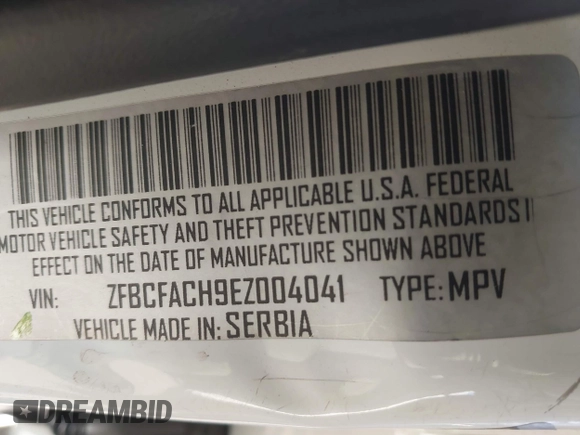 THIS VEHICLE CONFORMS TO ALL APPLICABLE U.S.A. FEDERAL
MOTOR VEHICLE SAFETY AND THEFT PREVENTION STANDARDS I
EFFECT ON THE DATE OF MANUFACTURE SHOWN ABOVE
VIN: ZFBCFACH9EZ004041 TYPE: MPV
VEHICLE MADE IN: SERBIA
DREAMBID